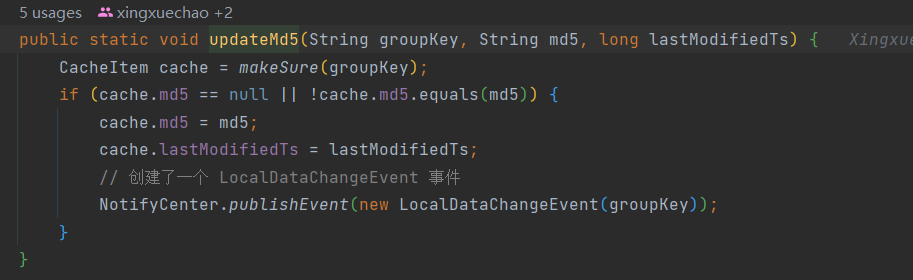 5 usages xingxuechao +2
public static void updateMd5(String groupKey, String md5, long lastModifiedTs) { Xingxue
CacheItem cache = makeSure(groupKey);
if (cache.md5 == null || !cache.md5.equals(md5)) {
cache.md5 = md5;
cache.lastModifiedTs = lastModifiedTs;
// 创建了一个 LocalDataChangeEvent 事件
NotifyCenter.publishEvent(new LocalDataChangeEvent(groupKey));
}
}